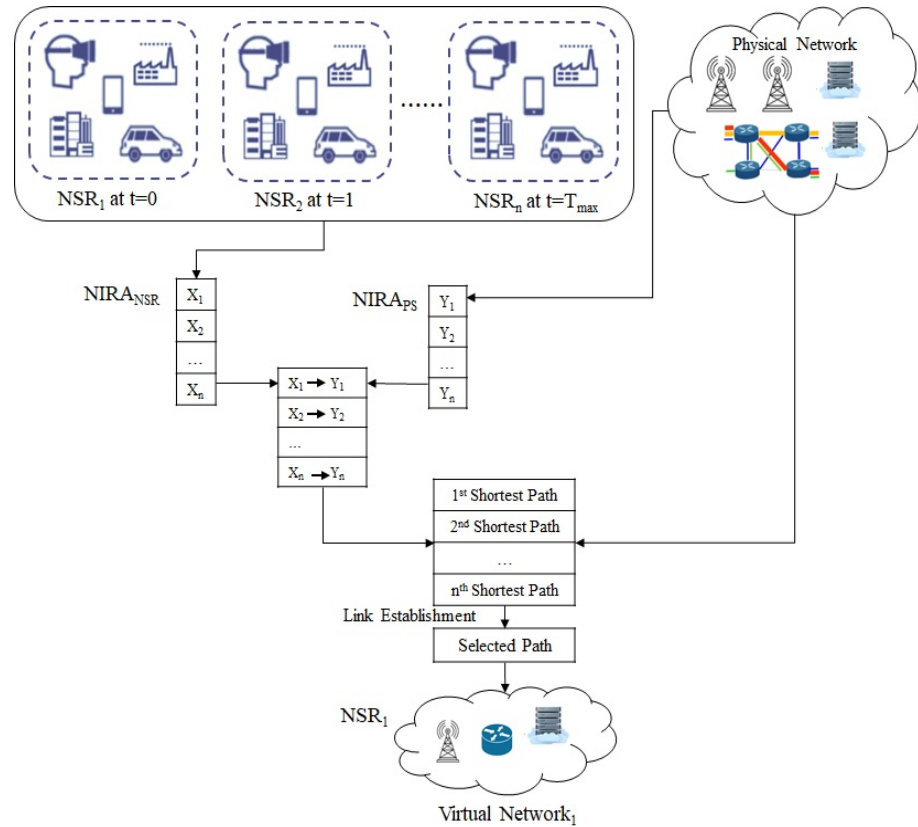 NSR₁ at t=0
NSR₂ at t=1
......
NSRₙ at t=Tₘₐₓ
Physical Network
NIRA_NSR
X₁
X₂
...
Xₙ
NIRA_PS
Y₁
Y₂
...
Yₙ
X₁ → Y₁
X₂ → Y₂
...
Xₙ → Yₙ
1ˢᵗ Shortest Path
2ⁿᵈ Shortest Path
...
nᵗʰ Shortest Path
Link Establishment
Selected Path
NSR₁
Virtual Network₁